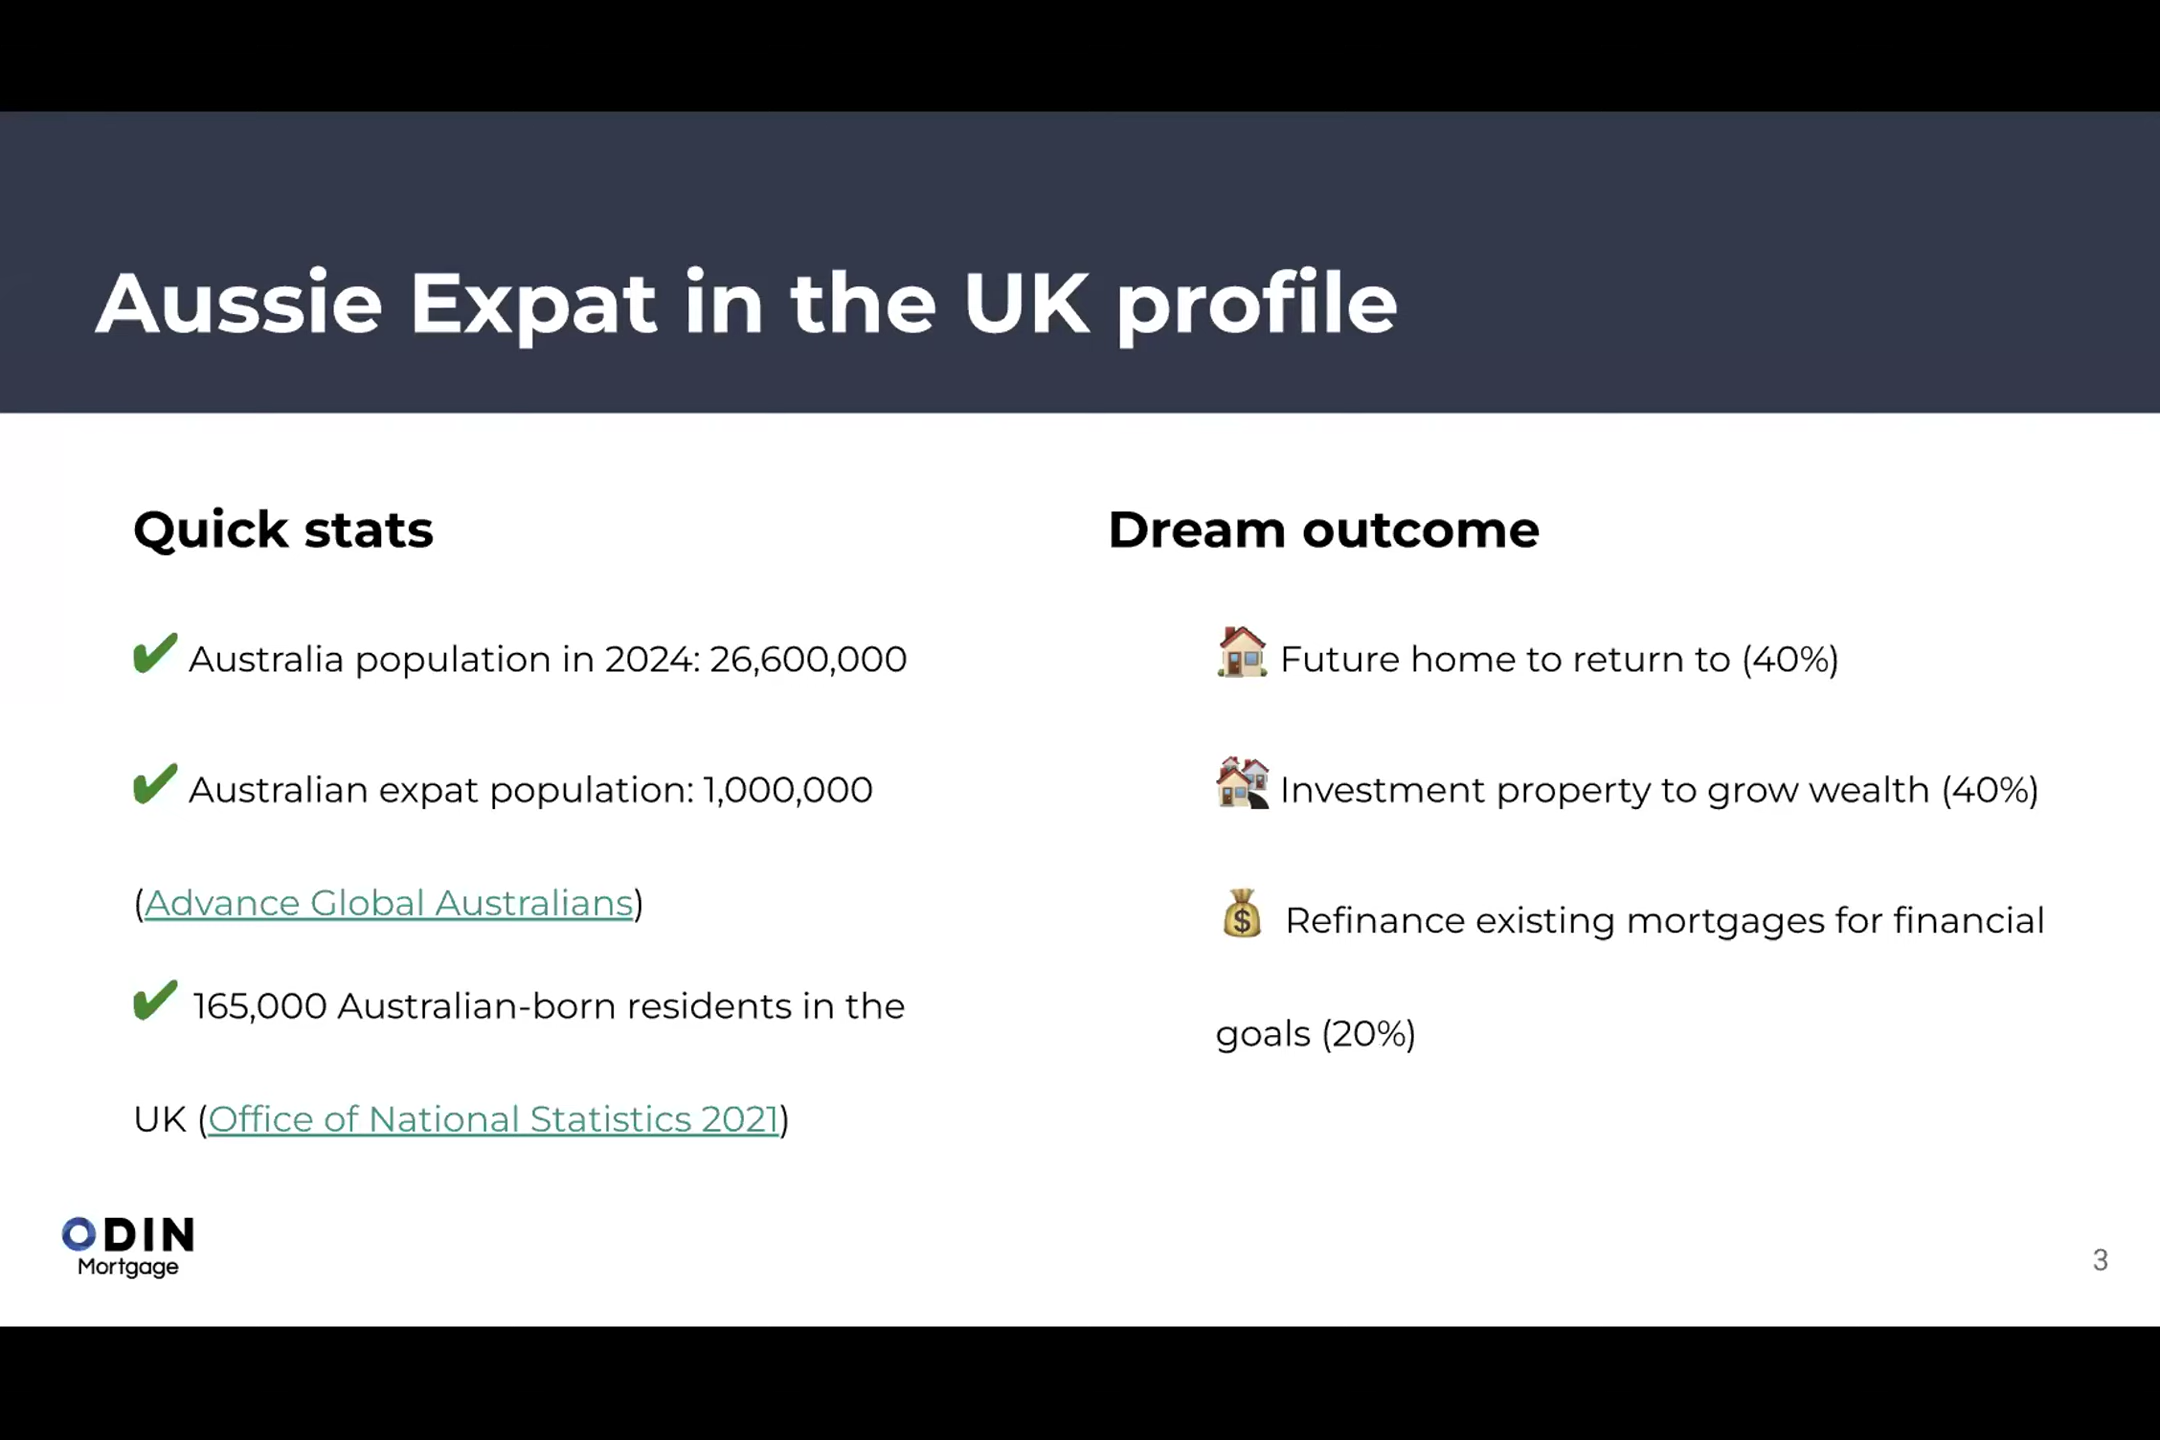 Aussie Expat in the UK profile
Quick stats
✔ Australia population in 2024: 26,600,000
✔ Australian expat population: 1,000,000
(Advance Global Australians)
✔ 165,000 Australian-born residents in the
UK (Office of National Statistics 2021)
Dream outcome
🏠 Future home to return to (40%)
🏘 Investment property to grow wealth (40%)
💰 Refinance existing mortgages for financial
goals (20%)
ODIN
Mortgage
3